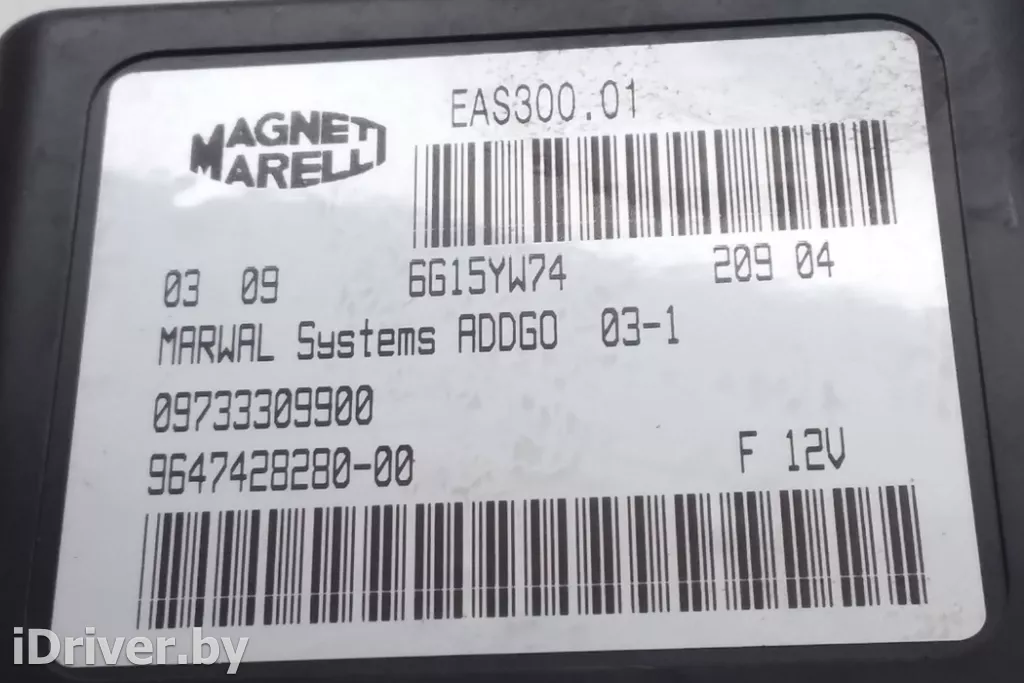 MAGNETI
MARELLI
EAS300.01
03 09 6G15YW74 209 04
MARWAL Systems ADDGO 03-1
09733309900
9647428280-00 F 12V
iDriver.by